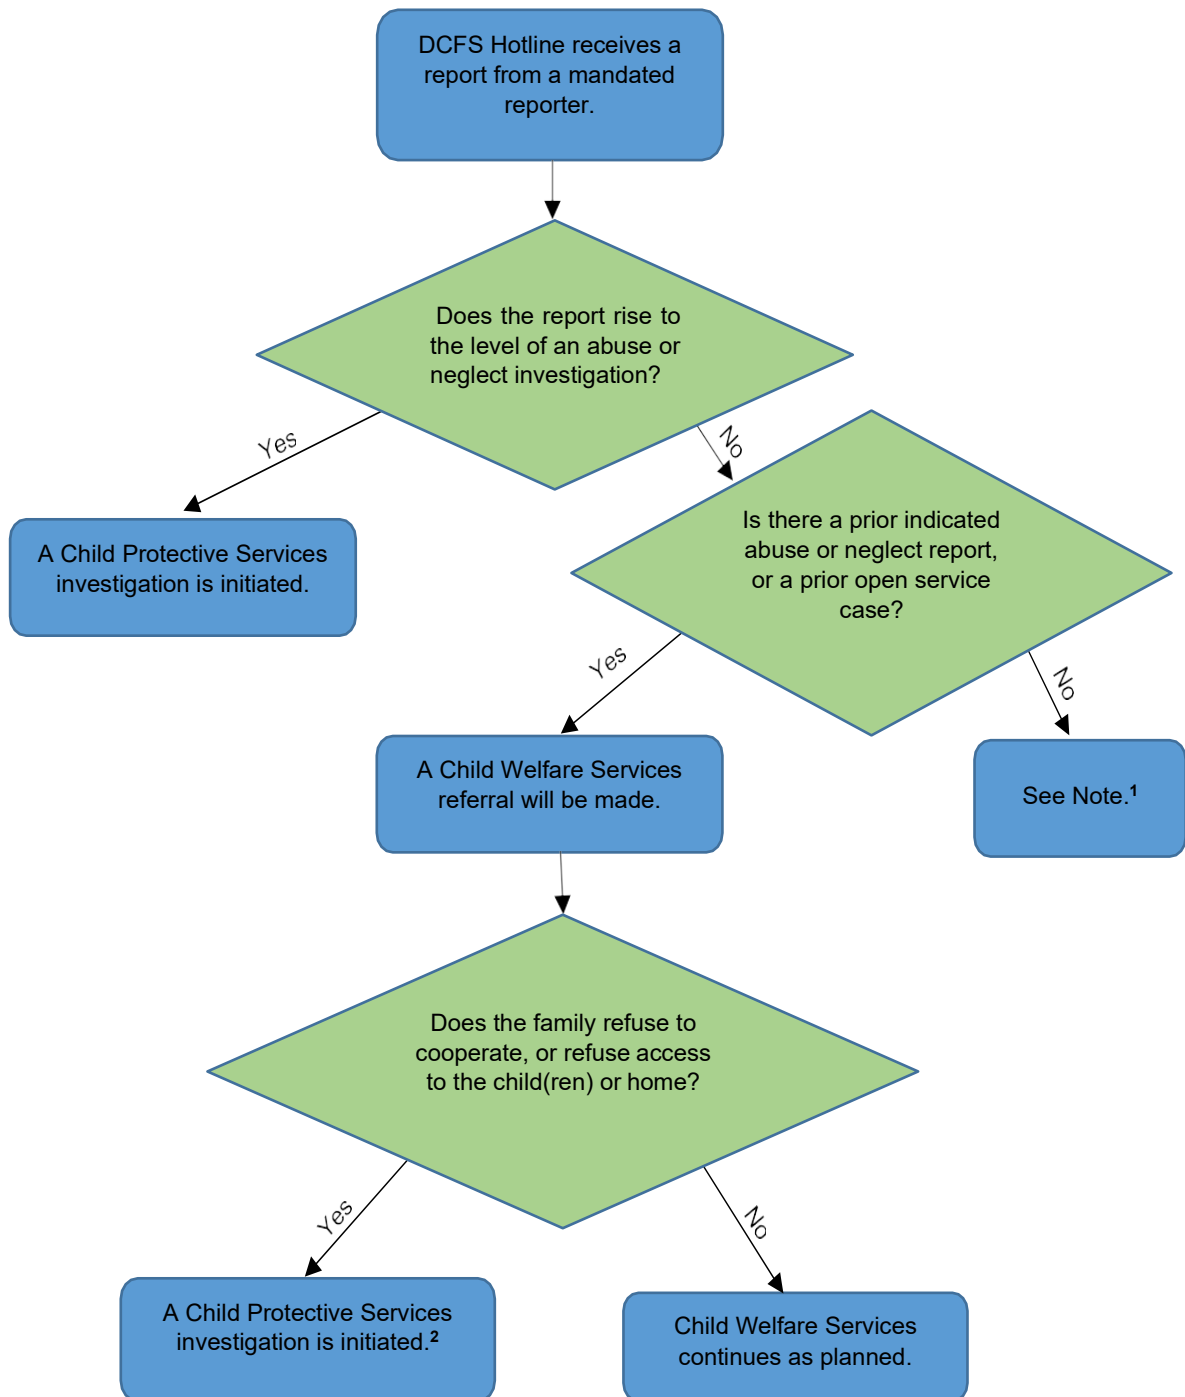 DCFS Hotline receives a
report from a mandated
reporter.
Does the report rise to
the level of an abuse or
neglect investigation?
Yes
No
A Child Protective Services
investigation is initiated.
Is there a prior indicated
abuse or neglect report,
or a prior open service
case?
Yes
No
A Child Welfare Services
referral will be made.
See Note.¹
Does the family refuse to
cooperate, or refuse access
to the child(ren) or home?
Yes
No
A Child Protective Services
investigation is initiated.²
Child Welfare Services
continues as planned.